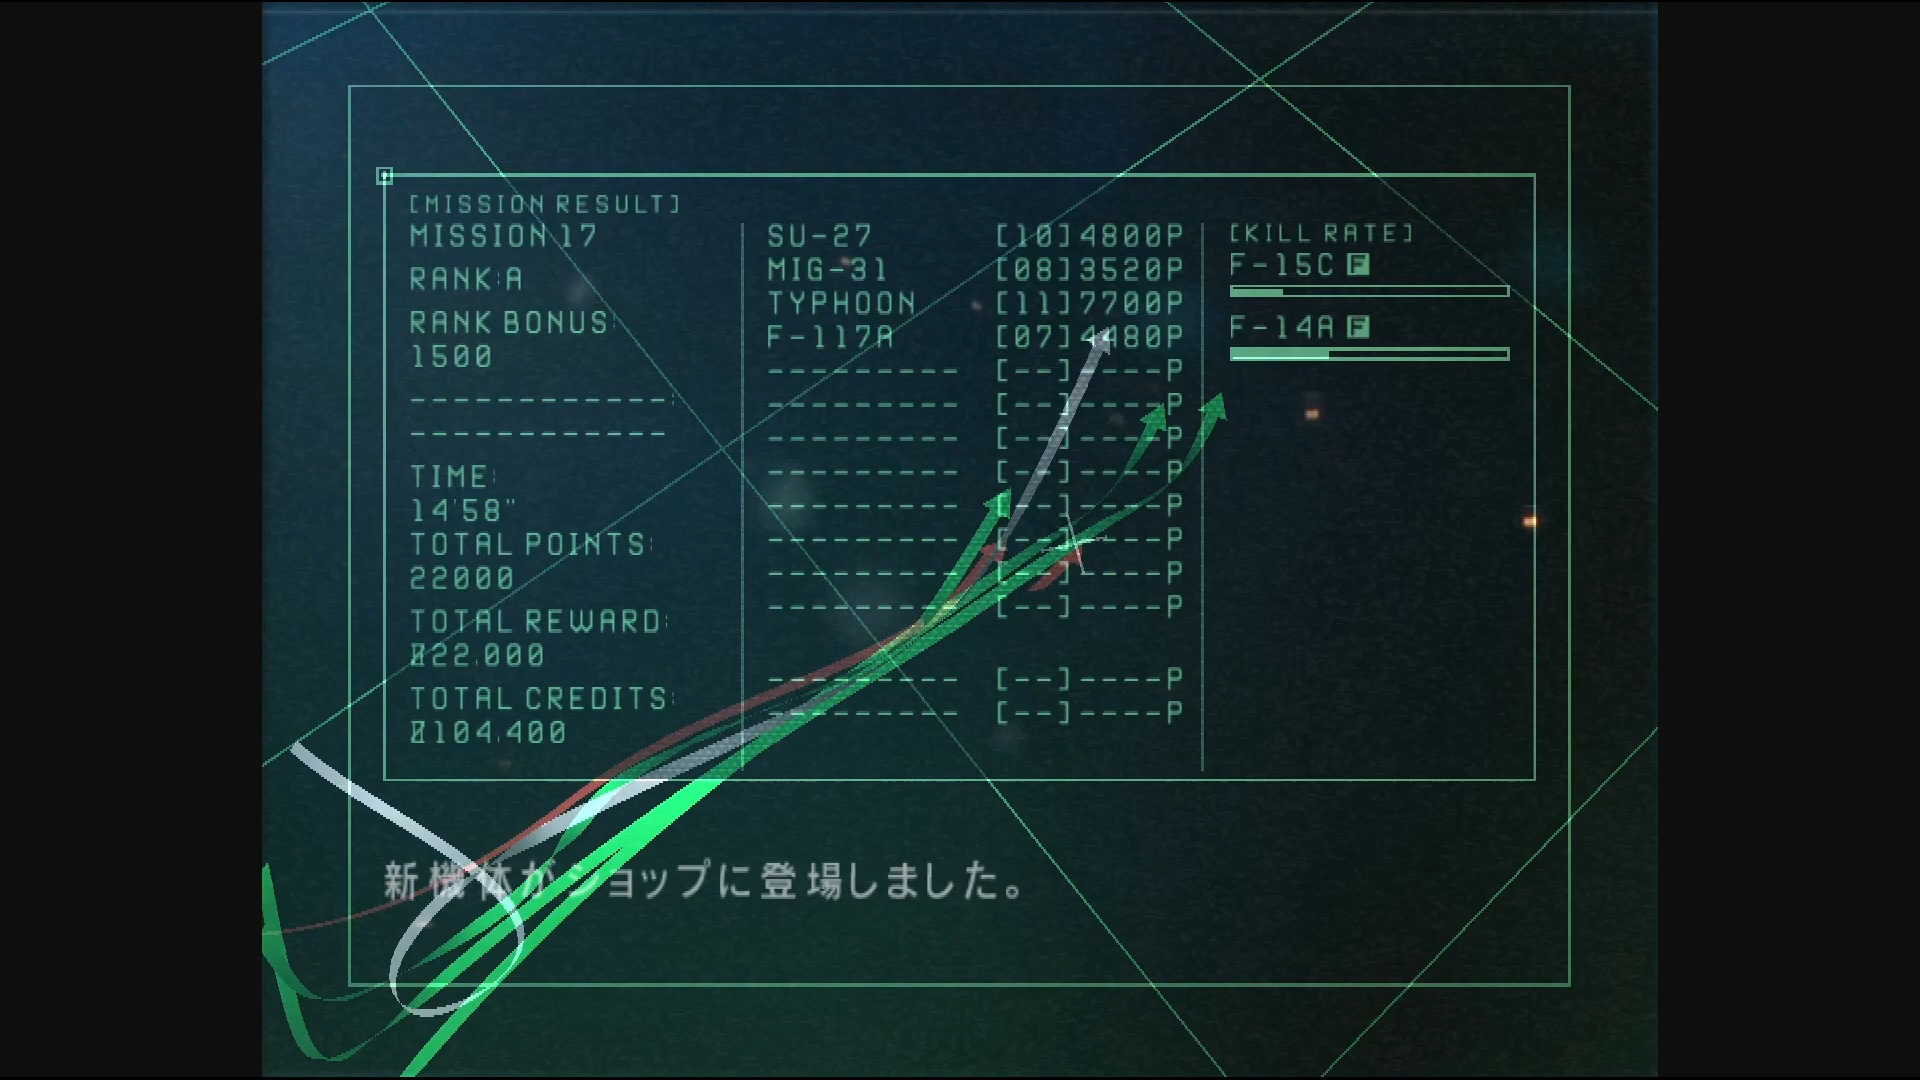 [MISSION RESULT]
MISSION 17
RANK:A
RANK BONUS:
1500
------------:
------------
TIME:
14'58"
TOTAL POINTS:
22000
TOTAL REWARD:
Z22,000
TOTAL CREDITS:
Z104,400
SU-27 [10]4800P
MIG-31 [08]3520P
TYPHOON [11]7700P
F-117A [07]4480P
--------- [--]----P
--------- [--]----P
--------- [--]----P
--------- [--]----P
--------- [--]----P
--------- [--]----P
--------- [--]----P
--------- [--]----P
--------- [--]----P
--------- [--]----P
[KILL RATE]
F-15C F
F-14A F
新機体がショップに登場しました。